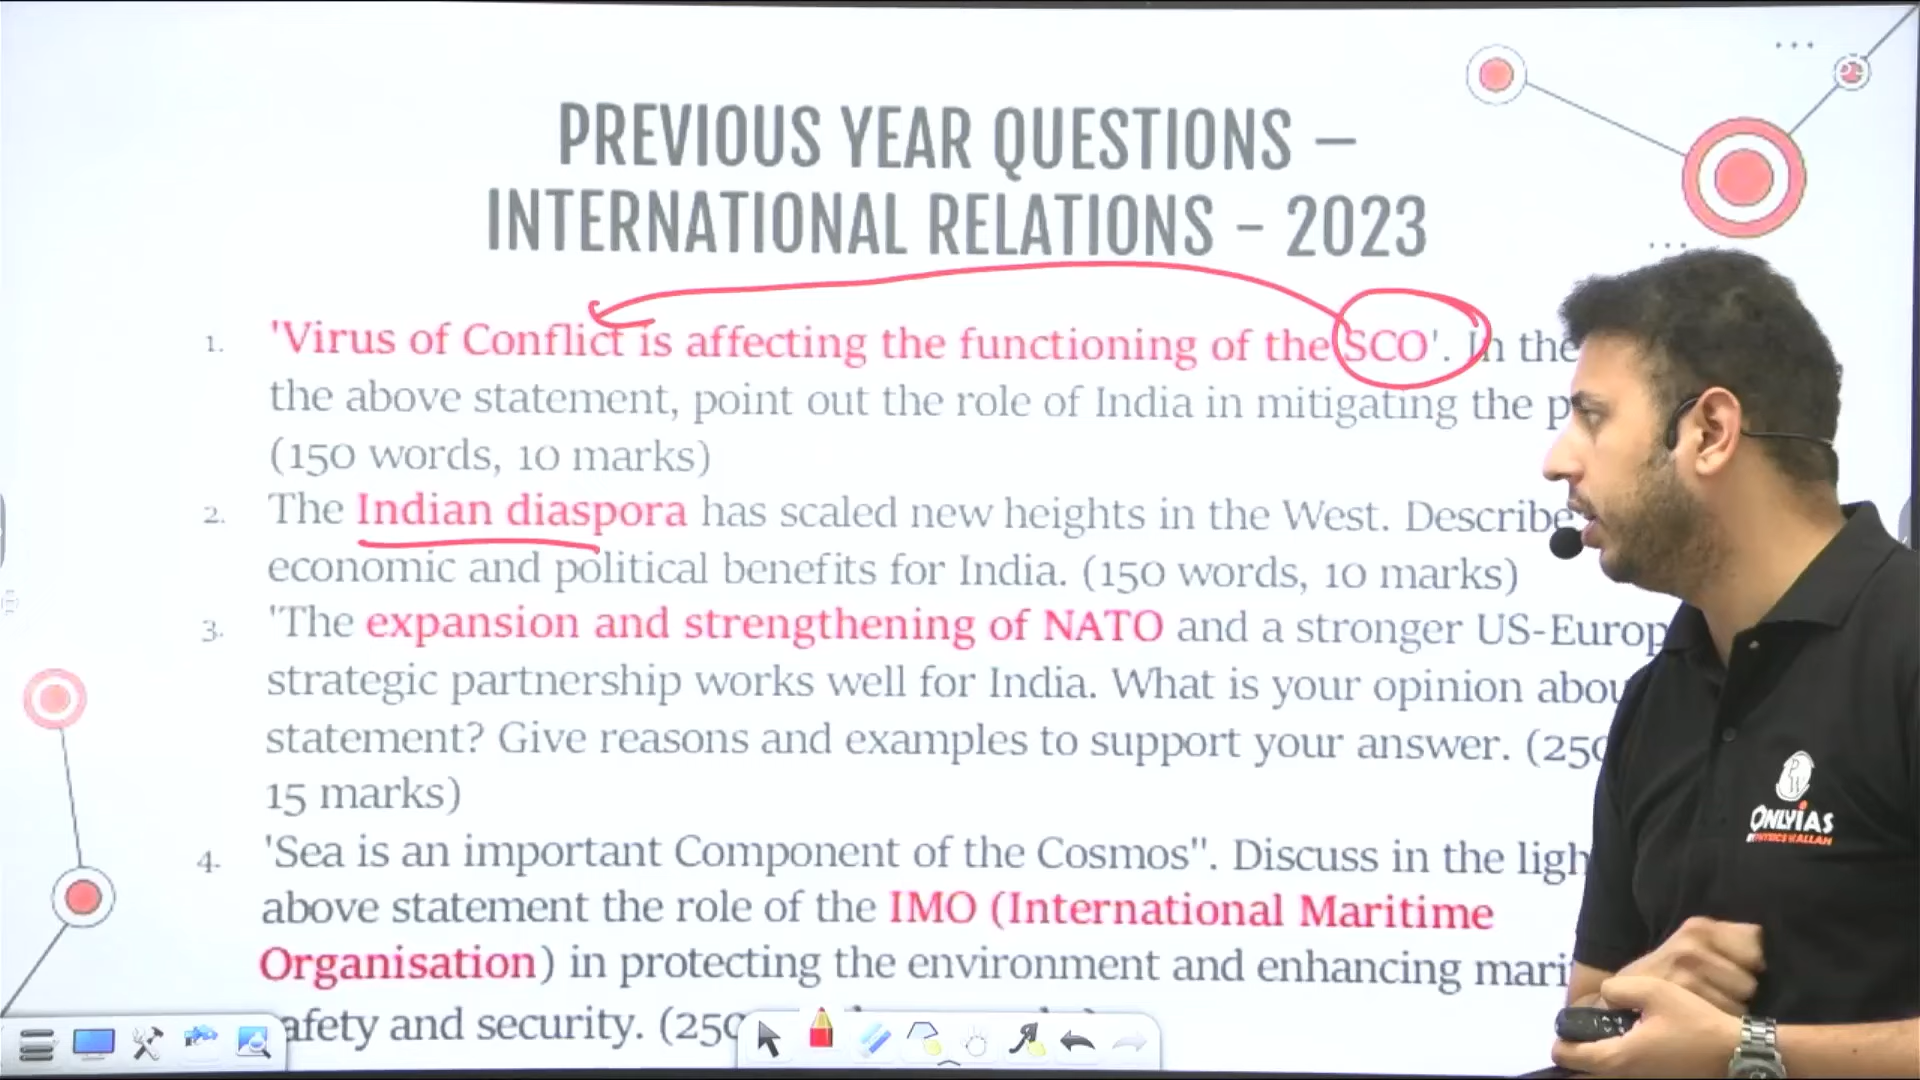 PREVIOUS YEAR QUESTIONS –
INTERNATIONAL RELATIONS - 2023
1. 'Virus of Conflict is affecting the functioning of the SCO'. In the
the above statement, point out the role of India in mitigating the p
(150 words, 10 marks)
2. The Indian diaspora has scaled new heights in the West. Describe
economic and political benefits for India. (150 words, 10 marks)
3. 'The expansion and strengthening of NATO and a stronger US-Europ
strategic partnership works well for India. What is your opinion abou
statement? Give reasons and examples to support your answer. (250
15 marks)
4. 'Sea is an important Component of the Cosmos". Discuss in the ligh
above statement the role of the IMO (International Maritime
Organisation) in protecting the environment and enhancing mari
afety and security. (250
ONLYIAS
BY PHYSICS WALLAH